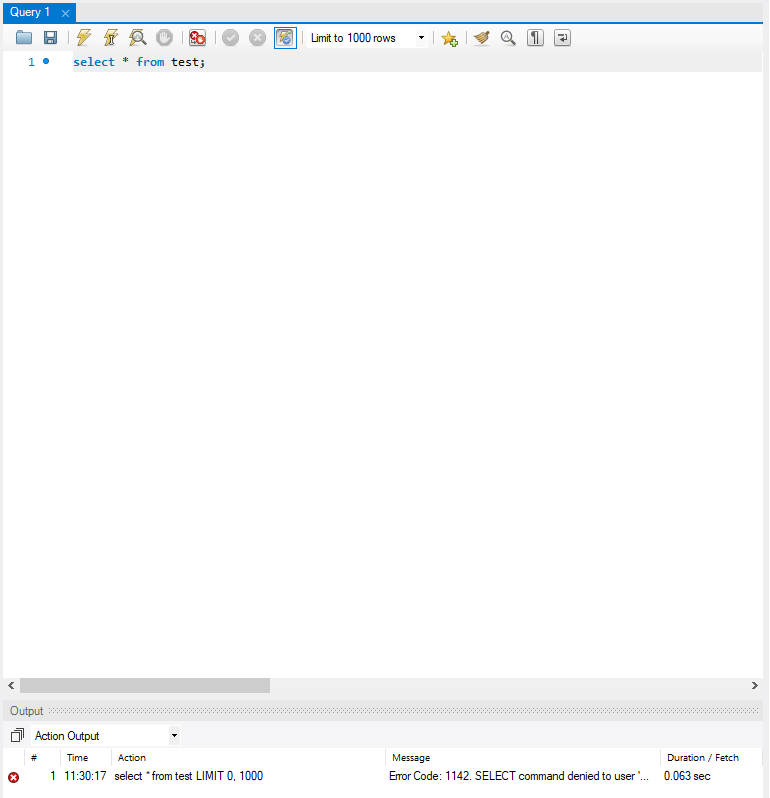 Query 1
Limit to 1000 rows
1 select * from test;
Output
Action Output
# Time Action Message Duration / Fetch
1 11:30:17 select * from test LIMIT 0, 1000 Error Code: 1142. SELECT command denied to user '... 0.063 sec